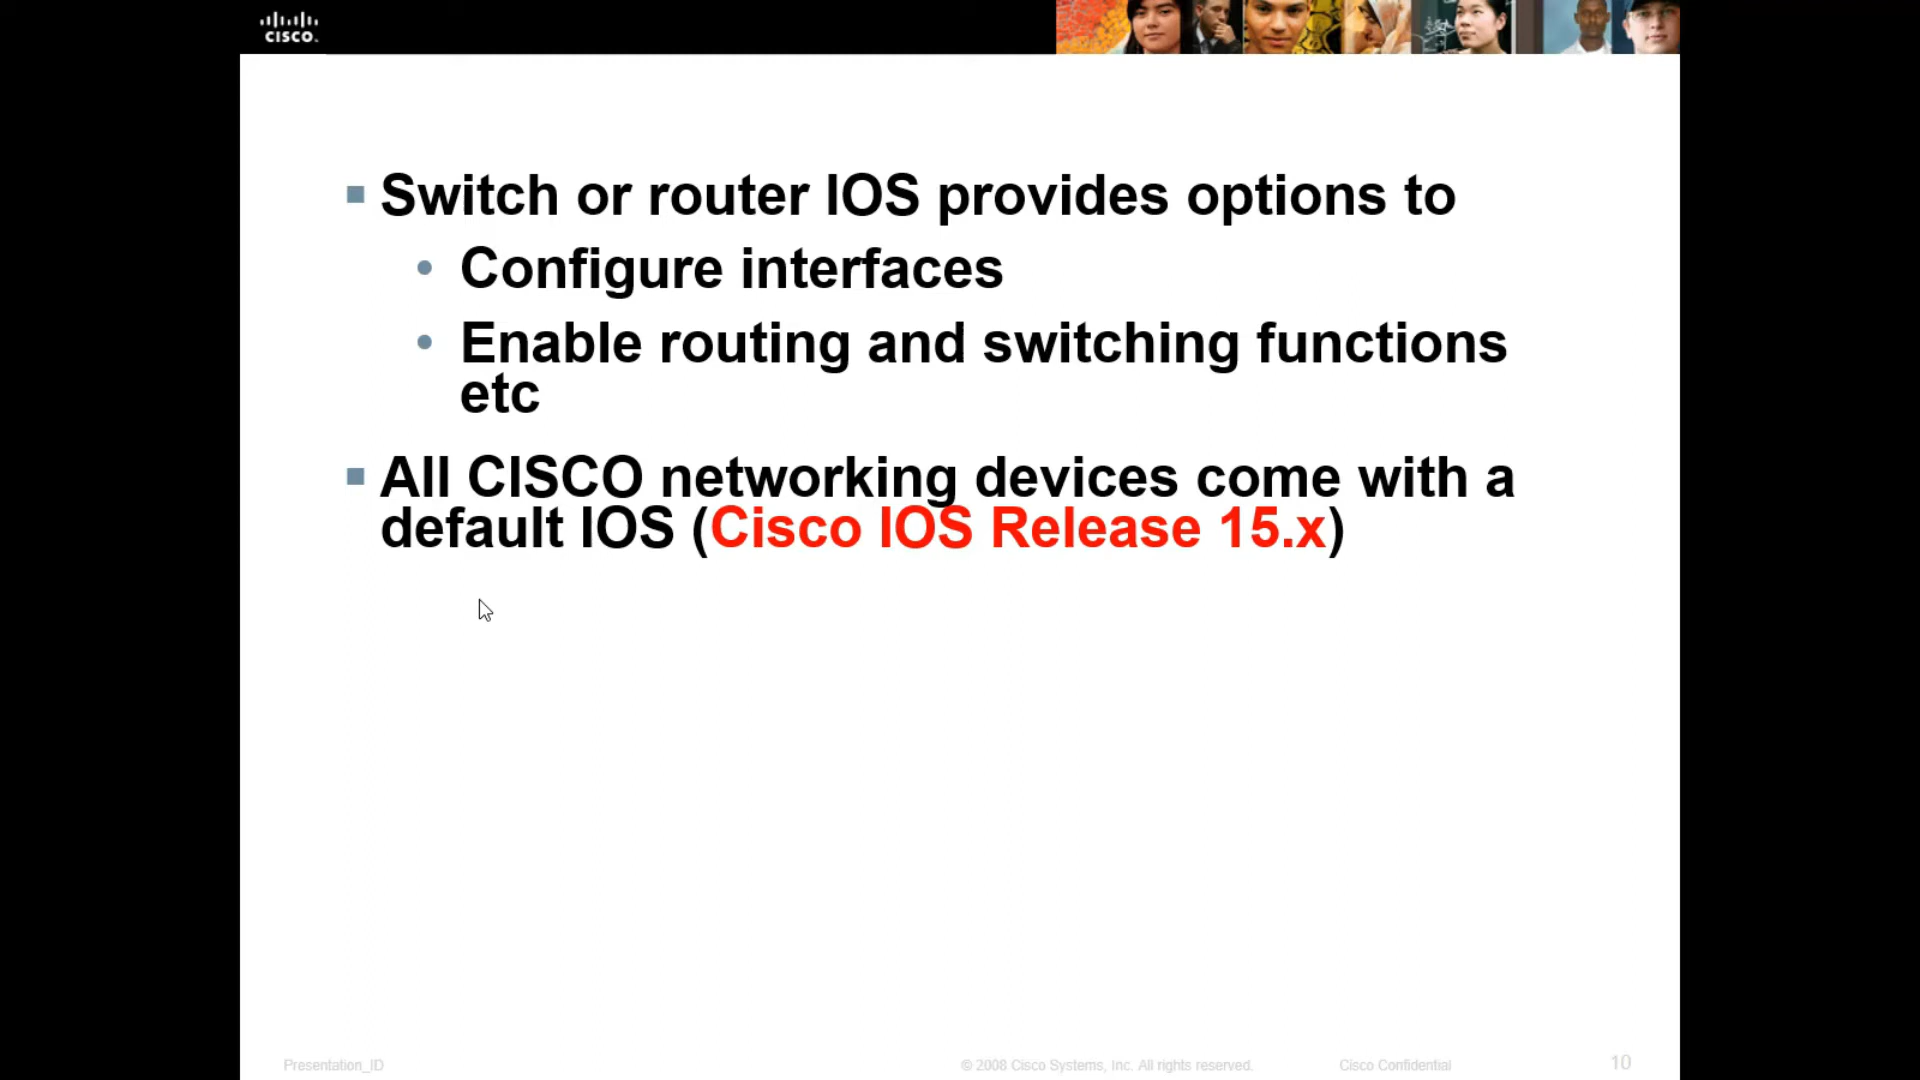 CISCO.
Switch or router IOS provides options to
Configure interfaces
Enable routing and switching functions
etc
All CISCO networking devices come with a
default IOS (Cisco IOS Release 15.x)
Presentation_ID
© 2008 Cisco Systems, Inc. All rights reserved.
Cisco Confidential
10